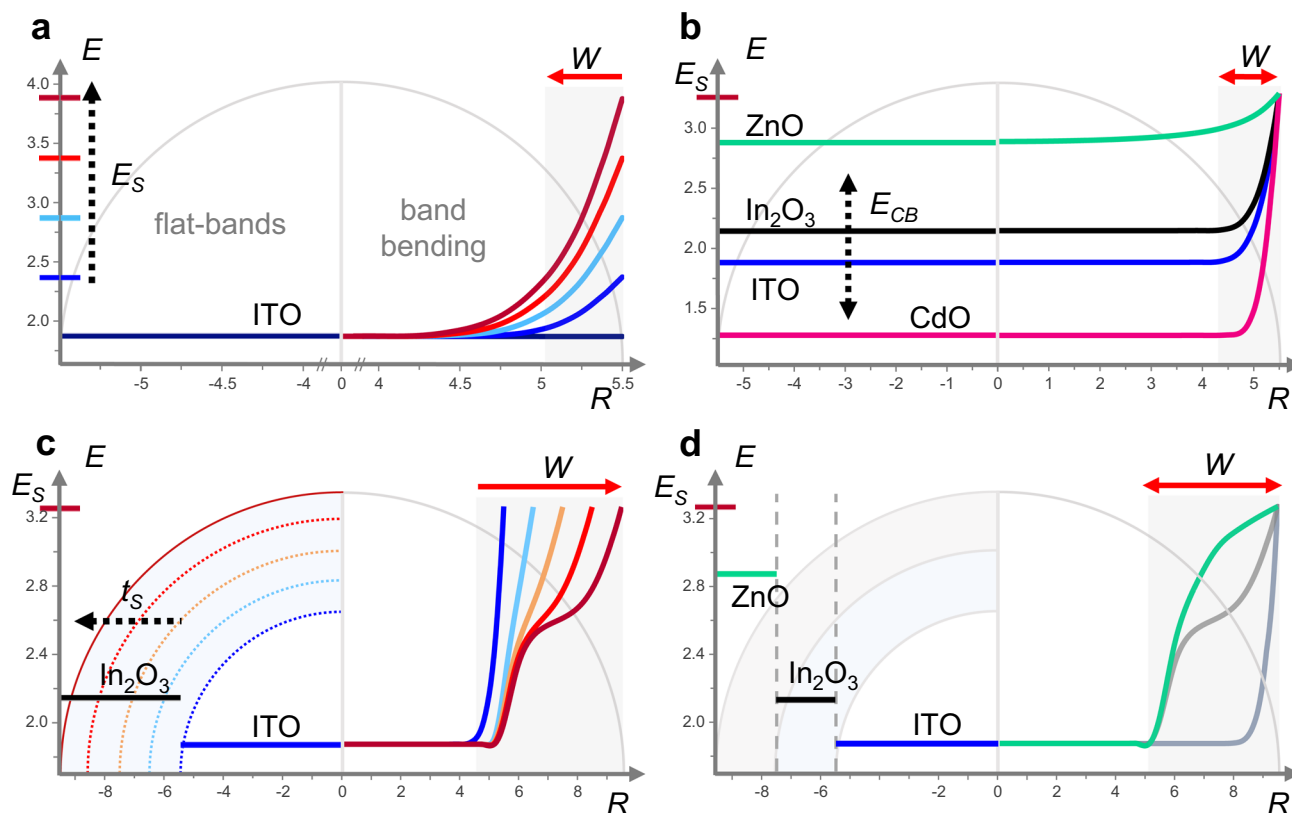 a
E
W
4.0
3.5
3.0
2.5
2.0
E_S
flat-bands
band
bending
ITO
-5
-4.5
-4
0
4
4.5
5
5.5
R
b
E
W
E_S
3.0
2.5
2.0
1.5
ZnO
In₂O₃
E_CB
ITO
CdO
-5
-4
-3
-2
-1
0
1
2
3
4
5
R
c
E
W
E_S
3.2
2.8
2.4
2.0
t_S
In₂O₃
ITO
-8
-6
-4
-2
0
2
4
6
8
R
d
E
W
E_S
3.2
2.8
2.4
2.0
ZnO
In₂O₃
ITO
-8
-6
-2
0
2
4
6
8
R